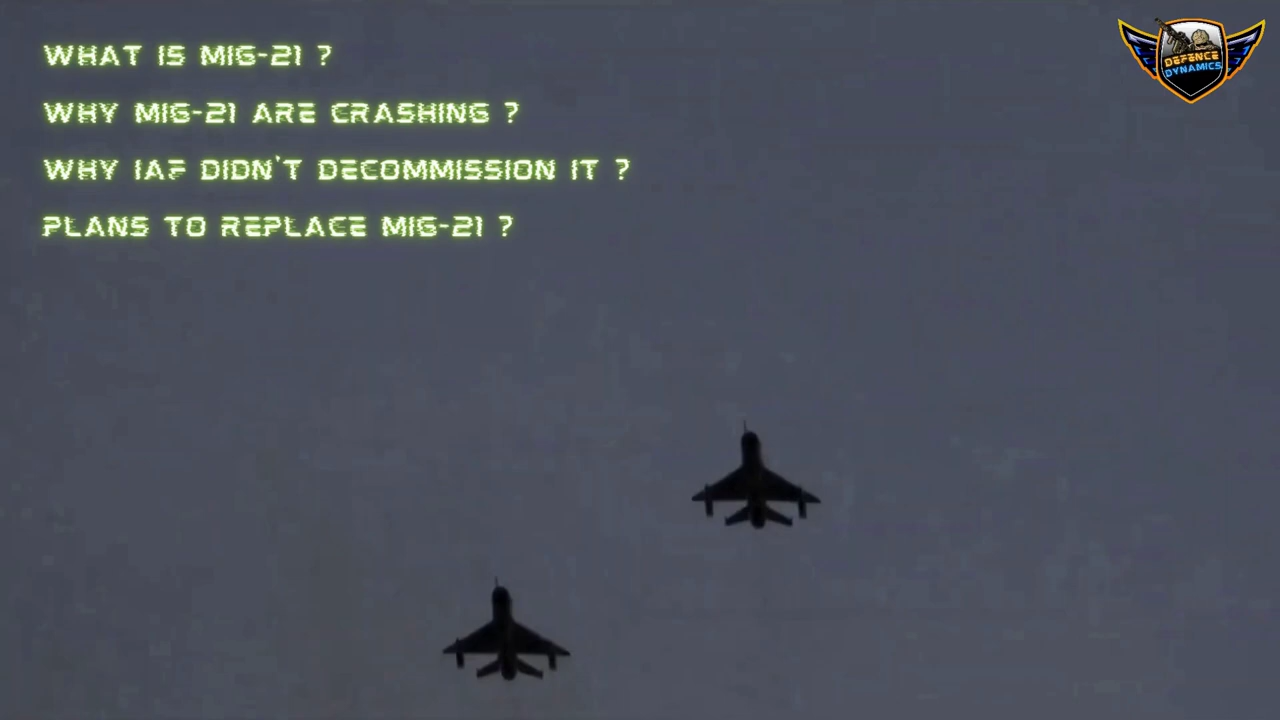 WHAT IS MIG-21 ?
WHY MIG-21 ARE CRASHING ?
WHY IAF DIDN'T DECOMMISSION IT ?
PLANS TO REPLACE MIG-21 ?
DEFENCE
DYNAMICS